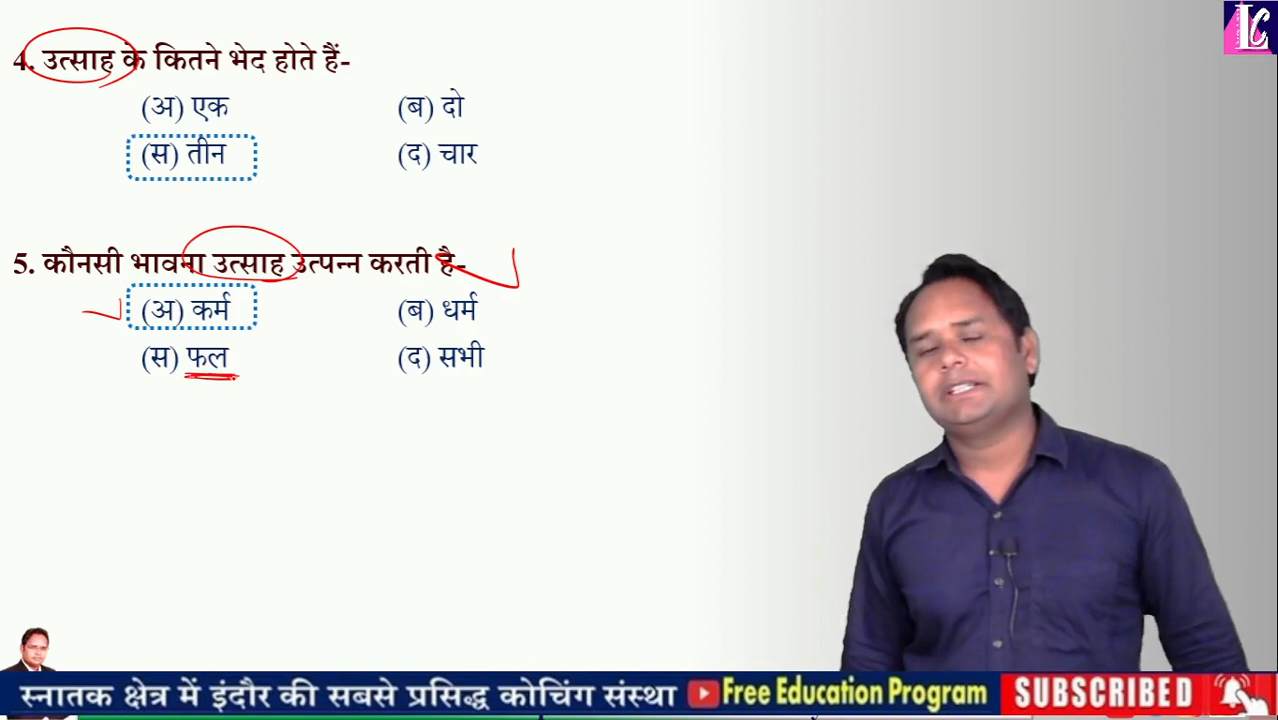 4. उत्साह के कितने भेद होते हैं-
(अ) एक (ब) दो
(स) तीन (द) चार
5. कौनसी भावना उत्साह उत्पन्न करती है-
(अ) कर्म (ब) धर्म
(स) फल (द) सभी
LC
स्नातक क्षेत्र में इंदौर की सबसे प्रसिद्ध कोचिंग संस्था Free Education Program SUBSCRIBED